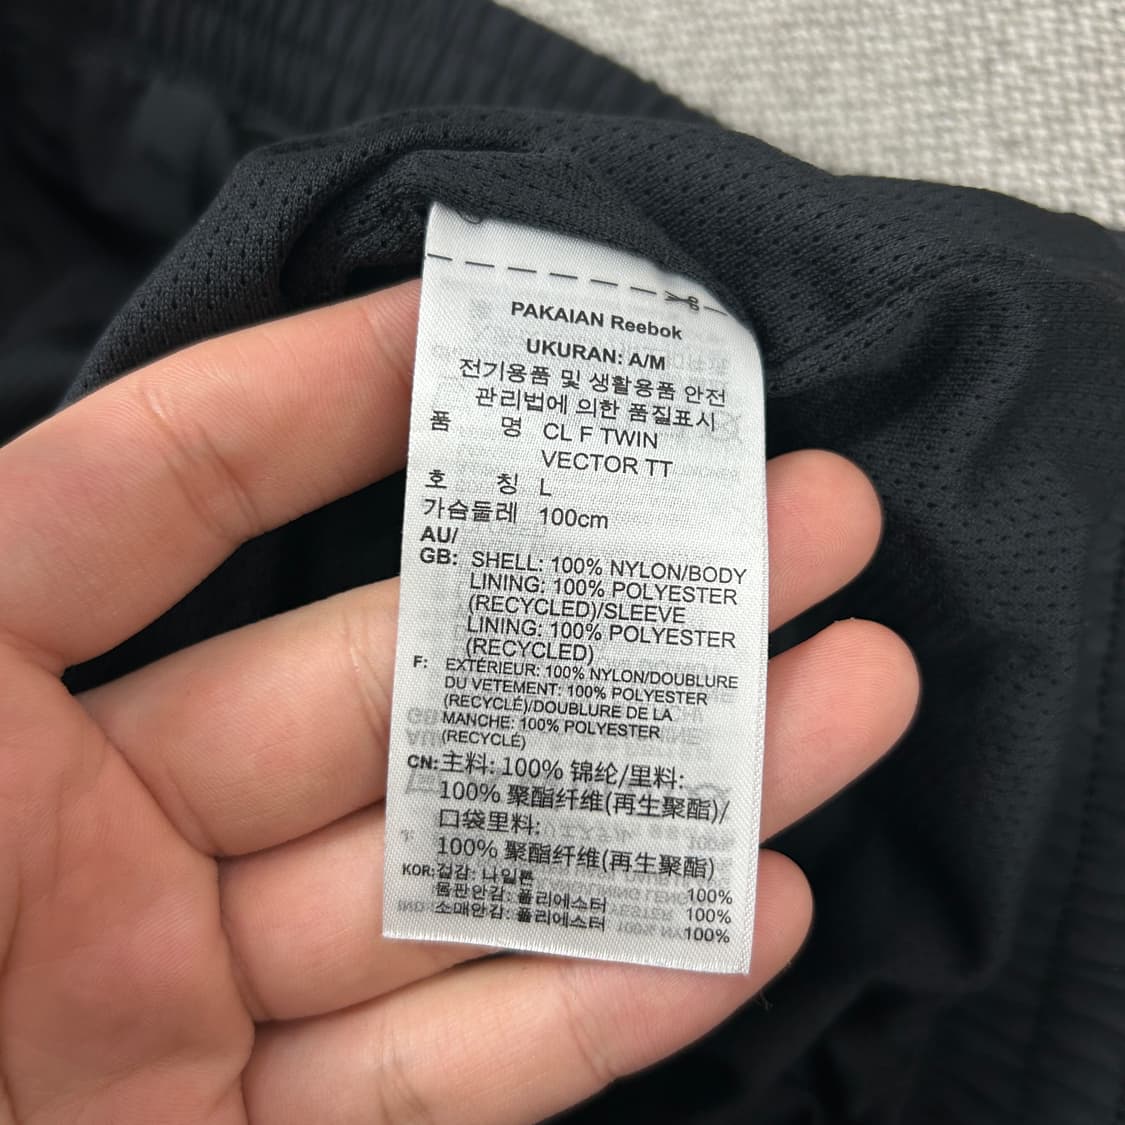 PAKAIAN Reebok
UKURAN: A/M
전기용품 및 생활용품 안전
관리법에 의한 품질표시
품 명 CL F TWIN
VECTOR TT
호 칭 L
가슴둘레 100cm
AU/
GB: SHELL: 100% NYLON/BODY
LINING: 100% POLYESTER
(RECYCLED)/SLEEVE
LINING: 100% POLYESTER
(RECYCLED)
F: EXTÉRIEUR: 100% NYLON/DOUBLURE
DU VÊTEMENT: 100% POLYESTER
(RECYCLÉ)/DOUBLURE DE LA
MANCHE: 100% POLYESTER
(RECYCLÉ)
CN: 主料: 100% 锦纶/里料:
100% 聚酯纤维(再生聚酯)/
口袋里料:
100% 聚酯纤维(再生聚酯)
KOR: 겉감: 나일론 100%
몸판안감: 폴리에스터 100%
소매안감: 폴리에스터 100%